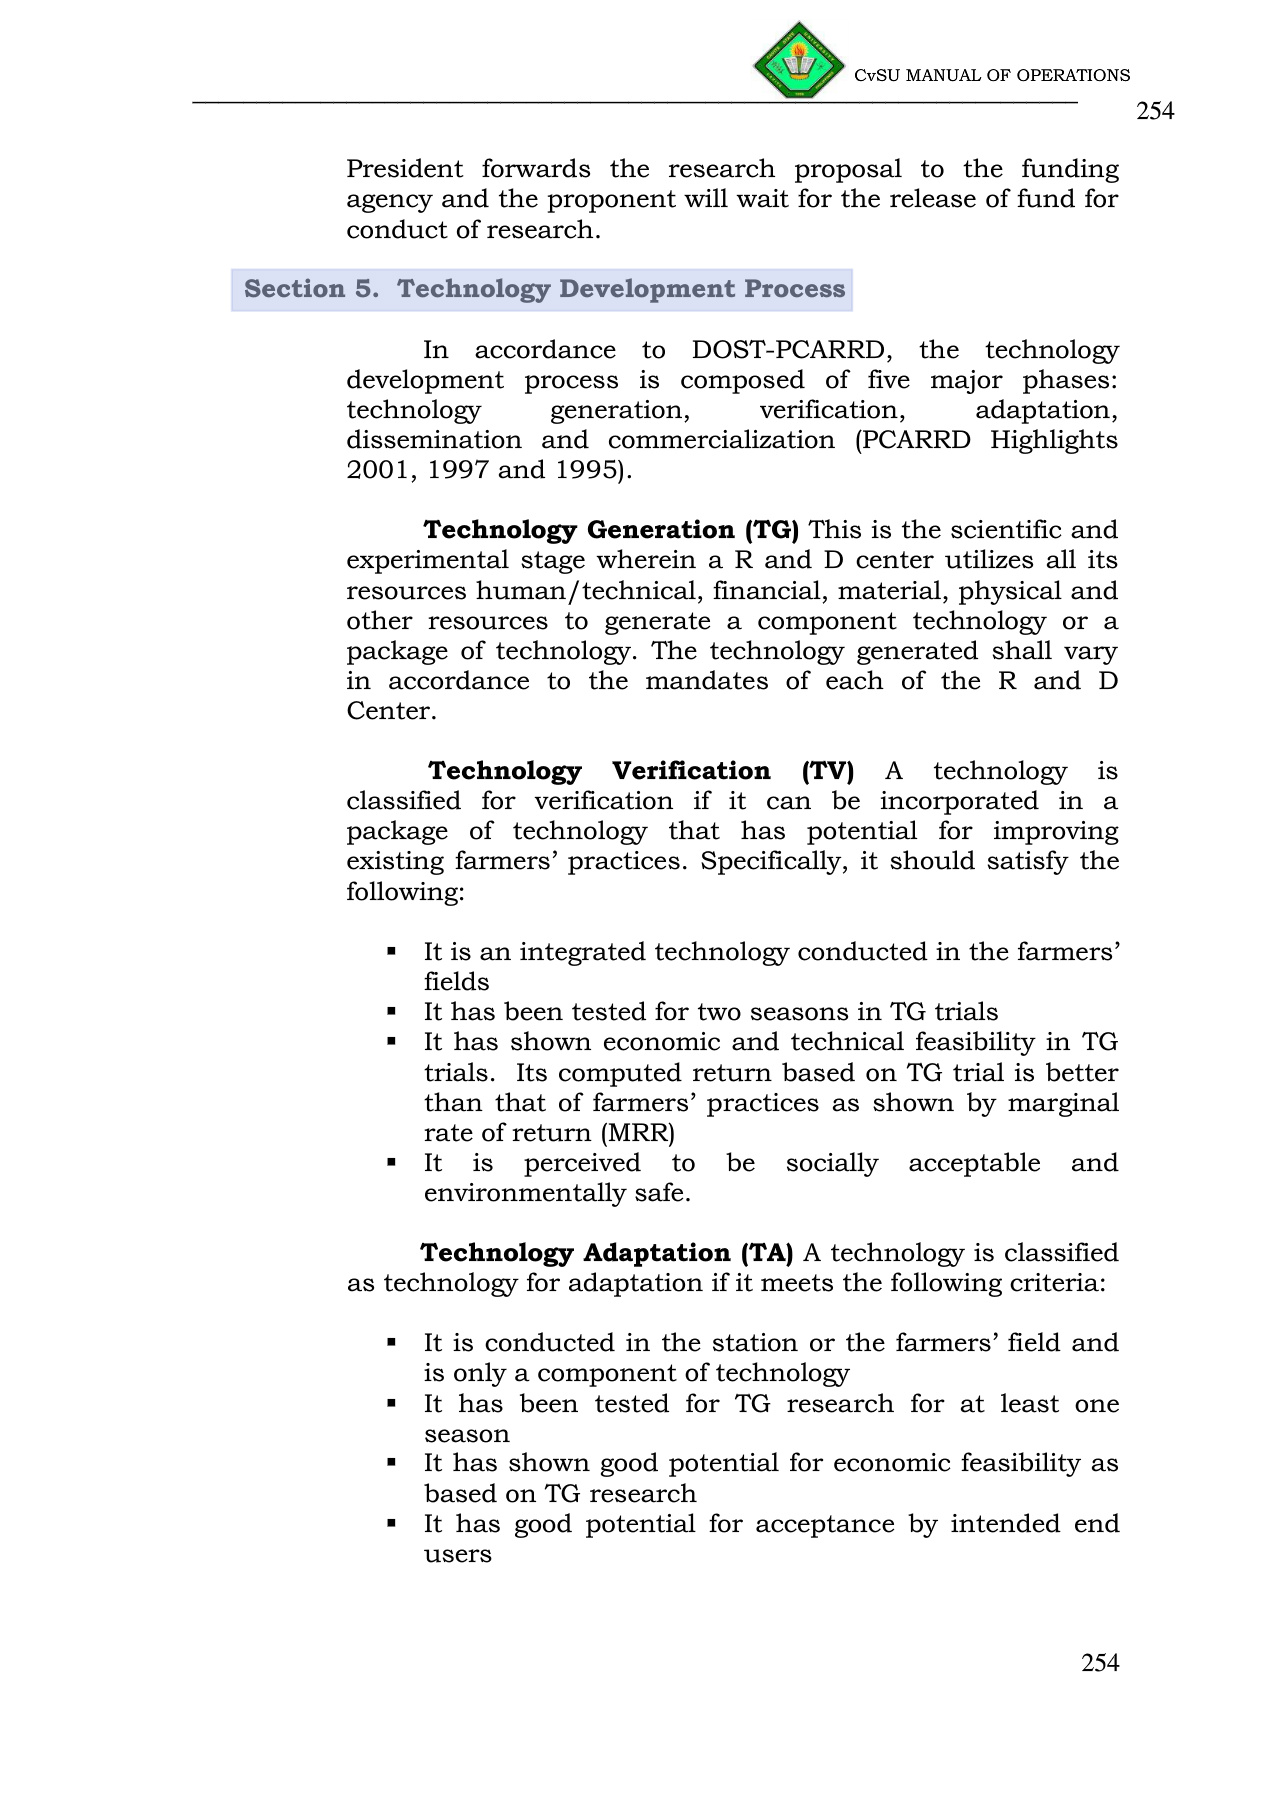 CvSU MANUAL OF OPERATIONS
254
President forwards the research proposal to the funding
agency and the proponent will wait for the release of fund for
conduct of research.
Section 5. Technology Development Process
In accordance to DOST-PCARRD, the technology
development process is composed of five major phases:
technology generation, verification, adaptation,
dissemination and commercialization (PCARRD Highlights
2001, 1997 and 1995).
Technology Generation (TG) This is the scientific and
experimental stage wherein a R and D center utilizes all its
resources human/technical, financial, material, physical and
other resources to generate a component technology or a
package of technology. The technology generated shall vary
in accordance to the mandates of each of the R and D
Center.
Technology Verification (TV) A technology is
classified for verification if it can be incorporated in a
package of technology that has potential for improving
existing farmers’ practices. Specifically, it should satisfy the
following:
▪ It is an integrated technology conducted in the farmers’
fields
▪ It has been tested for two seasons in TG trials
▪ It has shown economic and technical feasibility in TG
trials. Its computed return based on TG trial is better
than that of farmers’ practices as shown by marginal
rate of return (MRR)
▪ It is perceived to be socially acceptable and
environmentally safe.
Technology Adaptation (TA) A technology is classified
as technology for adaptation if it meets the following criteria:
▪ It is conducted in the station or the farmers’ field and
is only a component of technology
▪ It has been tested for TG research for at least one
season
▪ It has shown good potential for economic feasibility as
based on TG research
▪ It has good potential for acceptance by intended end
users
254